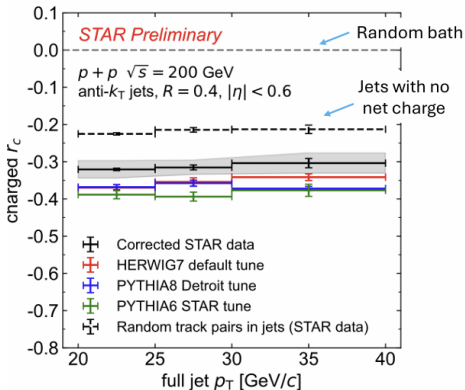 STAR Preliminary
Random bath
p + p √s = 200 GeV
anti-k_T jets, R = 0.4, |η| < 0.6
Jets with no
net charge
Corrected STAR data
HERWIG7 default tune
PYTHIA8 Detroit tune
PYTHIA6 STAR tune
Random track pairs in jets (STAR data)
charged r_c
0.1
0.0
-0.1
-0.2
-0.3
-0.4
-0.5
-0.6
-0.7
-0.8
20 25 30 35 40
full jet p_T [GeV/c]